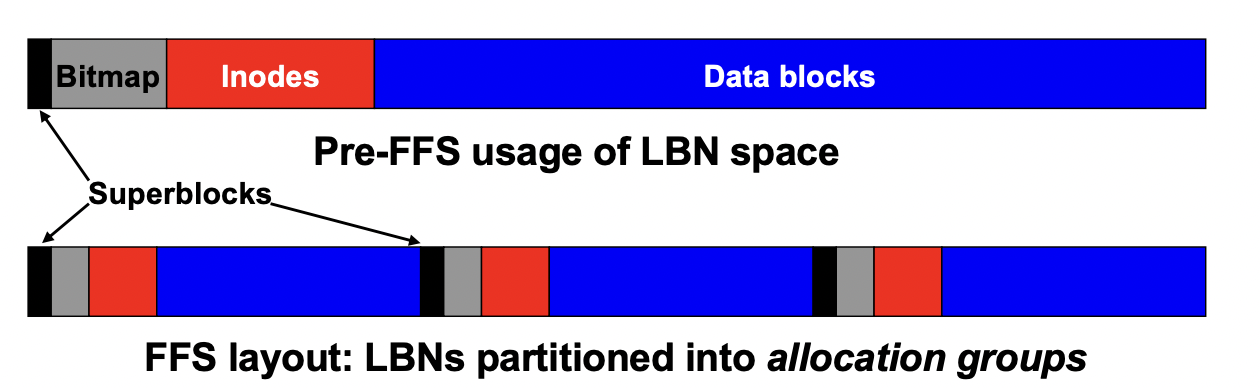 Bitmap Inodes Data blocks
Pre-FFS usage of LBN space
Superblocks
FFS layout: LBNs partitioned into allocation groups